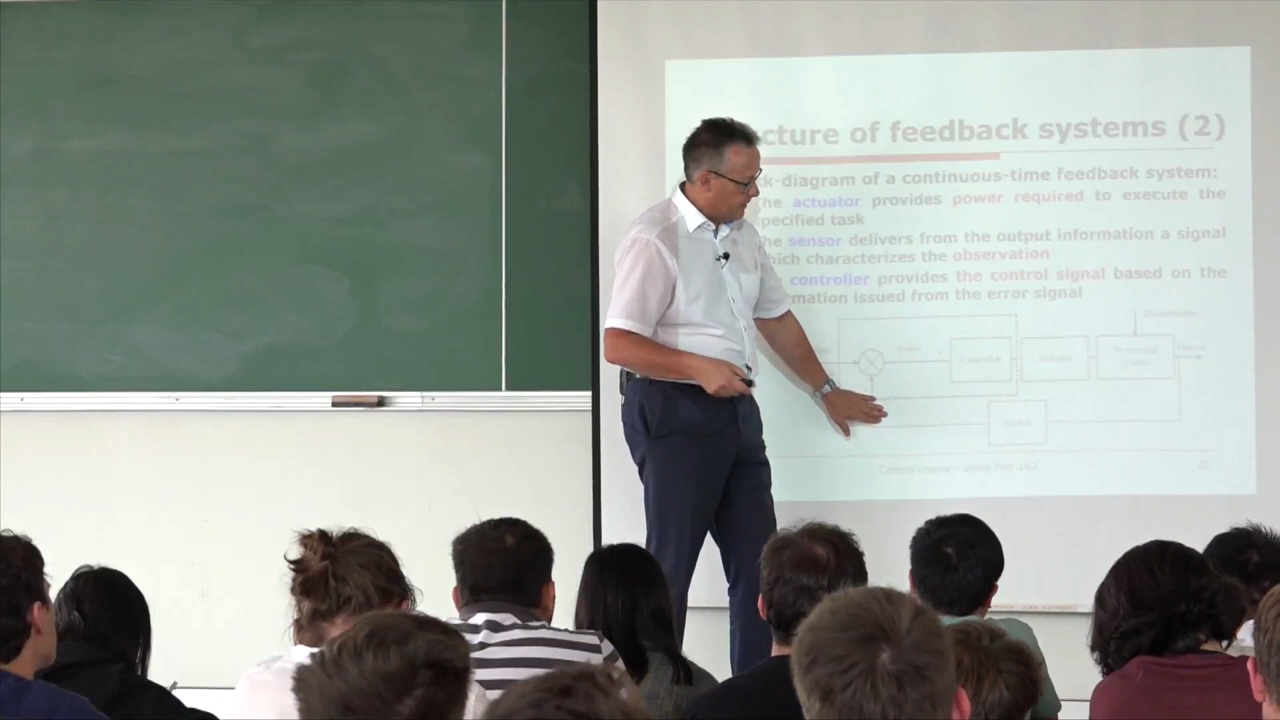 cture of feedback systems (2)
k-diagram of a continuous-time feedback system:
he actuator provides power required to execute the
pecified task
he sensor delivers from the output information a signal
hich characterizes the observation
controller provides the control signal based on the
mation issued from the error signal